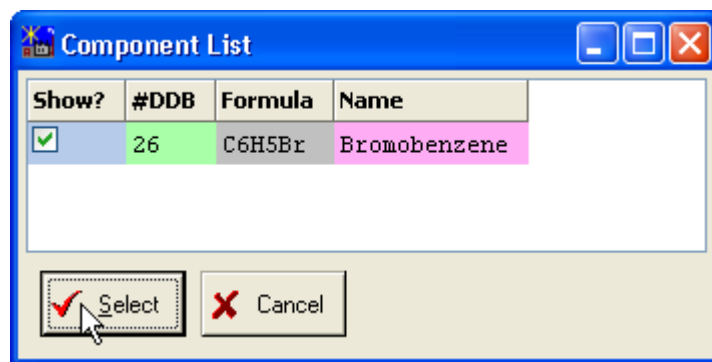 Component List
Show? #DDB Formula Name
26 C6H5Br Bromobenzene
Select Cancel